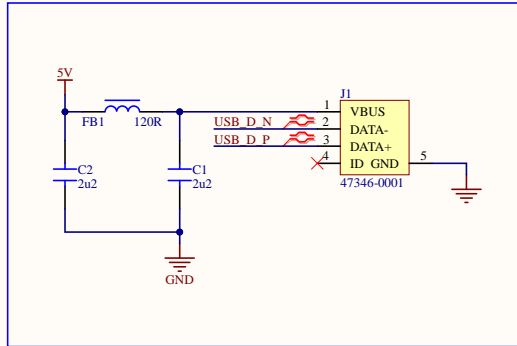 5V
J1
FB1 120R
1 VBUS
USB_D_N 2 DATA-
USB_D_P 3 DATA+
4 ID GND 5
47346-0001
C2
2u2
C1
2u2
GND